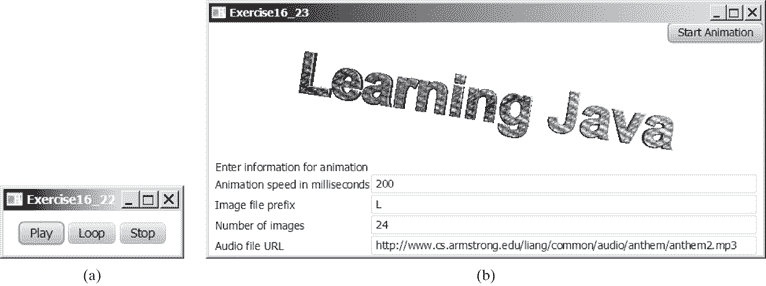 Exercise16_22
Play Loop Stop
(a)
Exercise16_23
Start Animation
Learning Java
Enter information for animation
Animation speed in milliseconds 200
Image file prefix L
Number of images 24
Audio file URL http://www.cs.armstrong.edu/liang/common/audio/anthem/anthem2.mp3
(b)